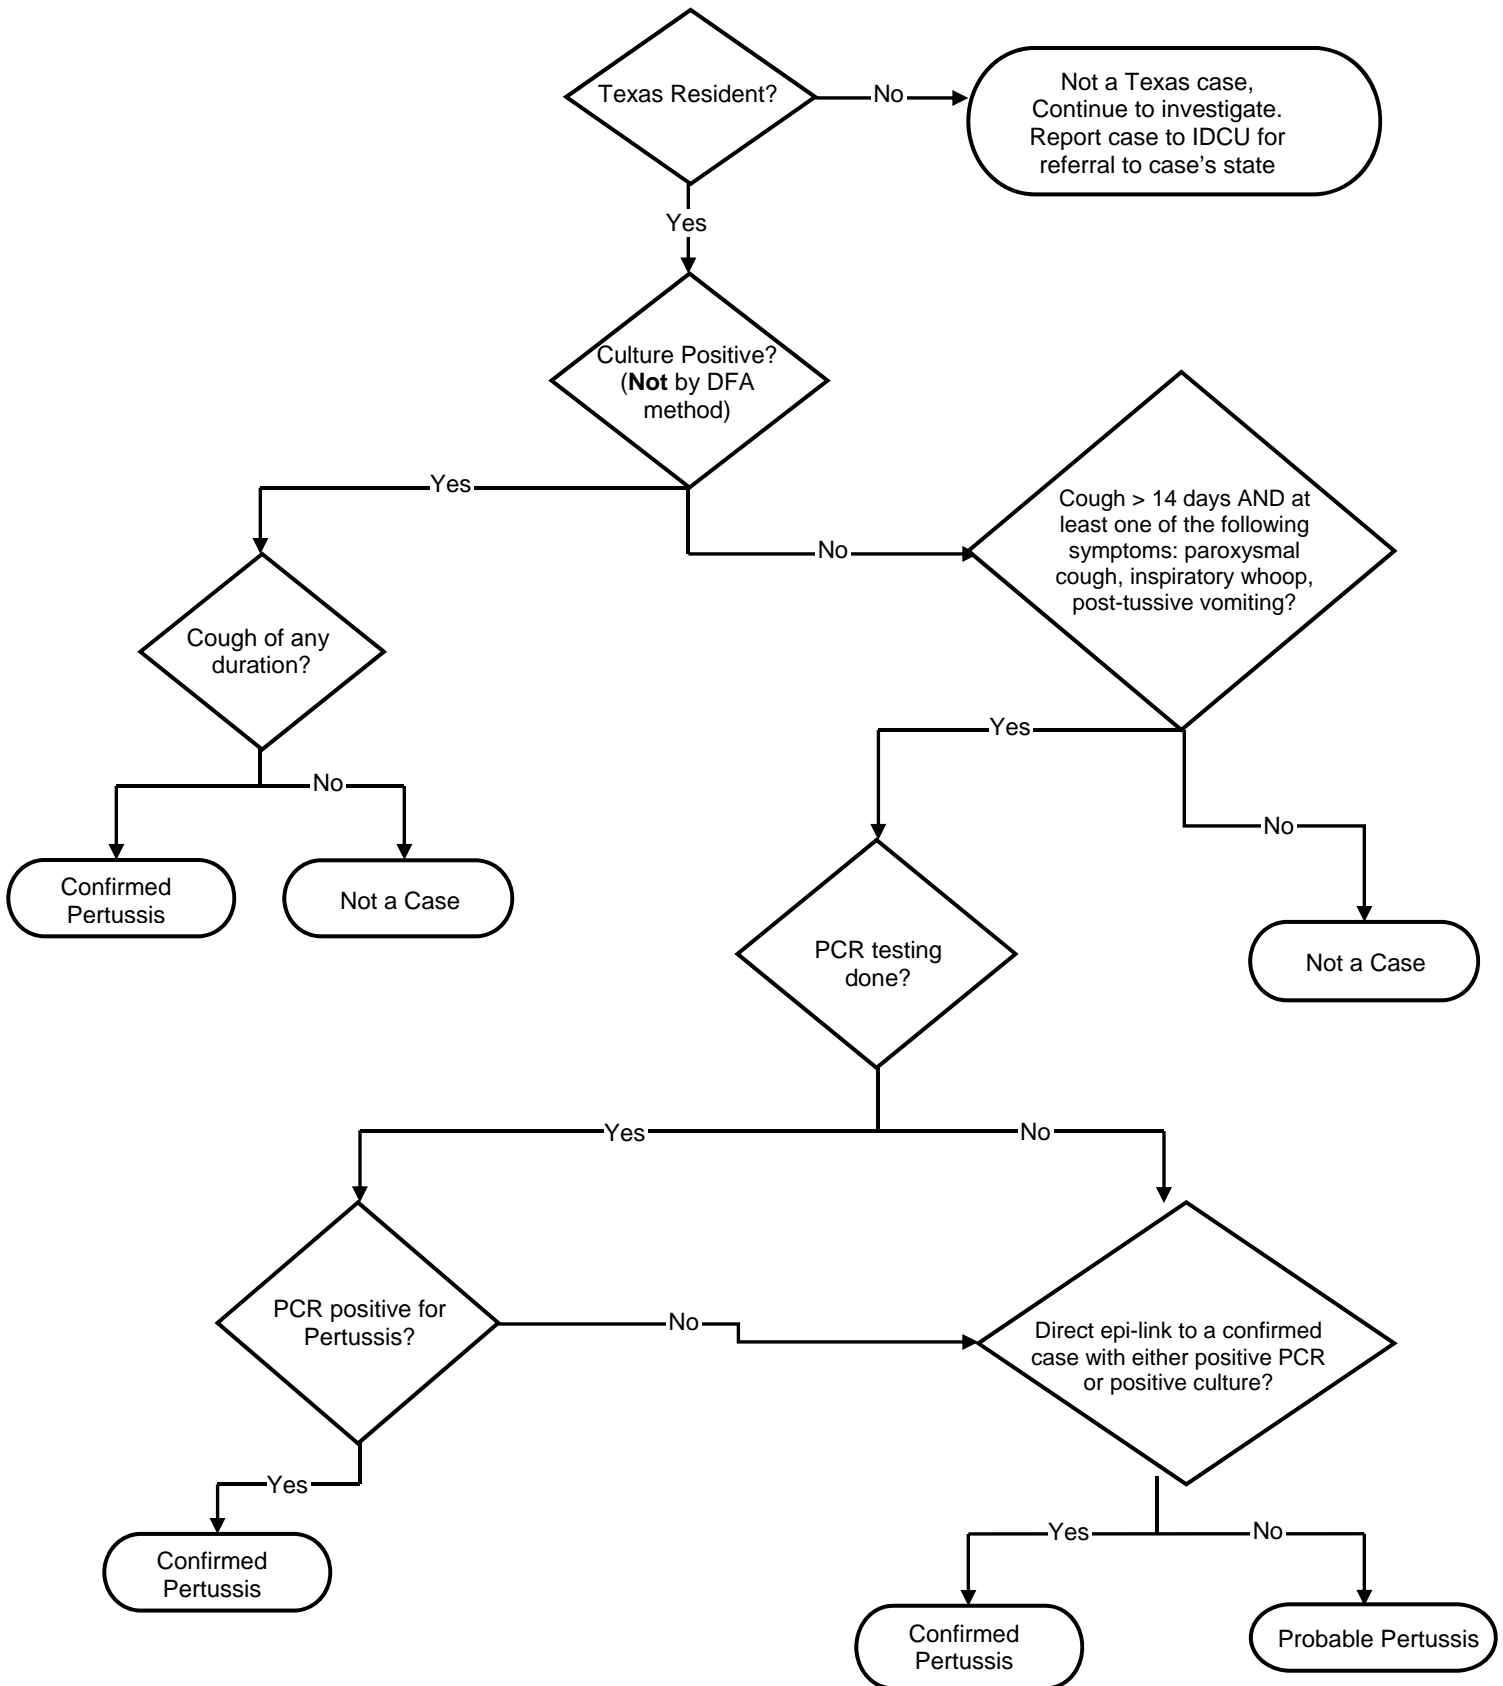 Texas Resident?
No
Not a Texas case,
Continue to investigate.
Report case to IDCU for
referral to case’s state
Yes
Culture Positive?
(Not by DFA
method)
Yes
No
Cough > 14 days AND at
least one of the following
symptoms: paroxysmal
cough, inspiratory whoop,
post-tussive vomiting?
Cough of any
duration?
Yes
No
No
Confirmed
Pertussis
Not a Case
PCR testing
done?
Not a Case
Yes
No
PCR positive for
Pertussis?
No
Direct epi-link to a confirmed
case with either positive PCR
or positive culture?
Yes
Yes
No
Confirmed
Pertussis
Confirmed
Pertussis
Probable Pertussis